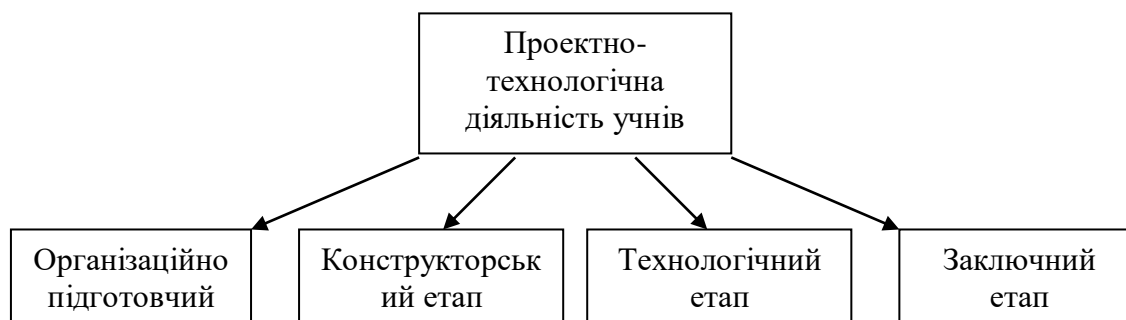 Проектно-
технологічна
діяльність учнів
Організаційно
підготовчий
Конструкторськ
ий етап
Технологічний
етап
Заключний
етап